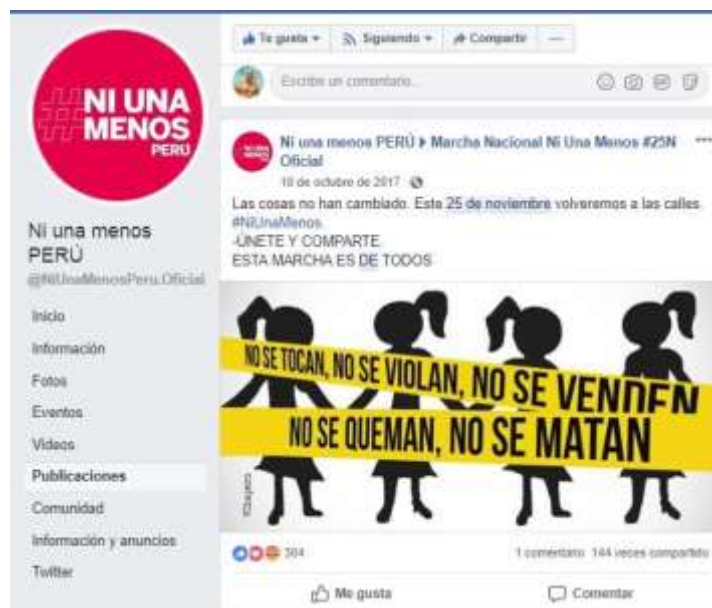 #NI UNA
#MENOS
PERÚ
Ni una menos
PERÚ
@NiUnaMenosPeru.Oficial
Inicio
Información
Fotos
Eventos
Videos
Publicaciones
Comunidad
Información y anuncios
Twitter
Te gusta
Siguiendo
Compartir
Escribe un comentario...
Ni una menos PERÚ
Marcha Nacional Ni Una Menos #25N
Oficial
18 de octubre de 2017
Las cosas no han cambiado. Este 25 de noviembre volveremos a las calles.
#NiUnaMenos.
-ÚNETE Y COMPARTE.
ESTA MARCHA ES DE TODOS
NO SE TOCAN, NO SE VIOLAN, NO SE VENDEN
NO SE QUEMAN, NO SE MATAN
304
1 comentario
144 veces compartido
Me gusta
Comentar